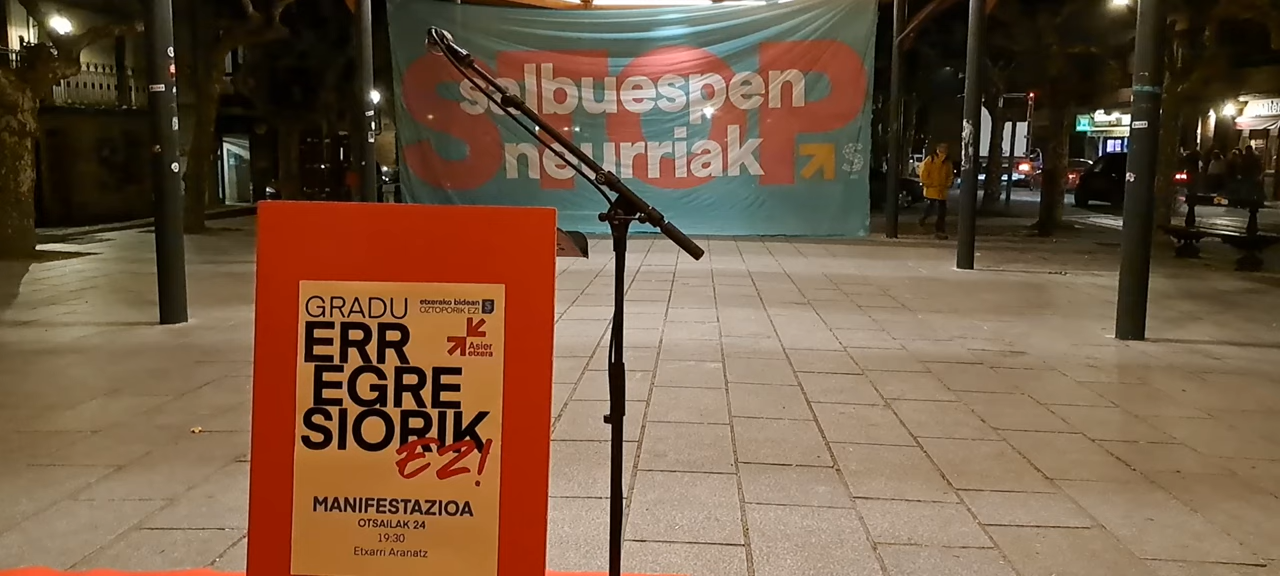 STOP
salbuespen
neurriak
GRADU
ERR
EGRE
SIORIK
EZ!
etxerako bidean
OZTOPORIK EZ!
Asier
etxera
MANIFESTAZIOA
OTSAILAK 24
19:30
Etxarri Aranatz